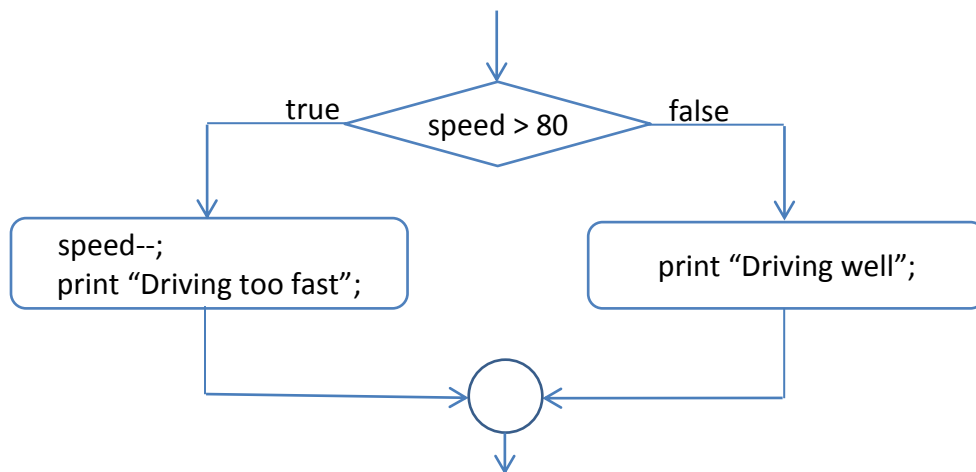 true
speed > 80
false
speed--;
print “Driving too fast”;
print “Driving well”;